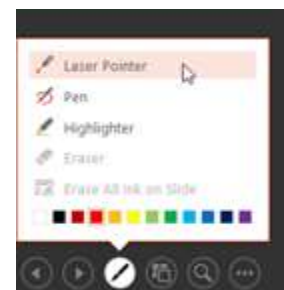 Laser Pointer
Pen
Highlighter
Eraser
Erase All Ink on Slide